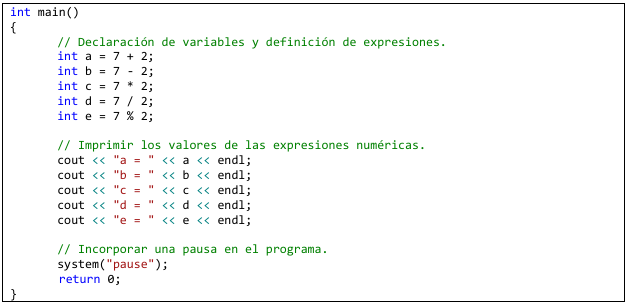 int main()
{
// Declaración de variables y definición de expresiones.
int a = 7 + 2;
int b = 7 - 2;
int c = 7 * 2;
int d = 7 / 2;
int e = 7 % 2;
// Imprimir los valores de las expresiones numéricas.
cout << "a = " << a << endl;
cout << "b = " << b << endl;
cout << "c = " << c << endl;
cout << "d = " << d << endl;
cout << "e = " << e << endl;
// Incorporar una pausa en el programa.
system("pause");
return 0;
}